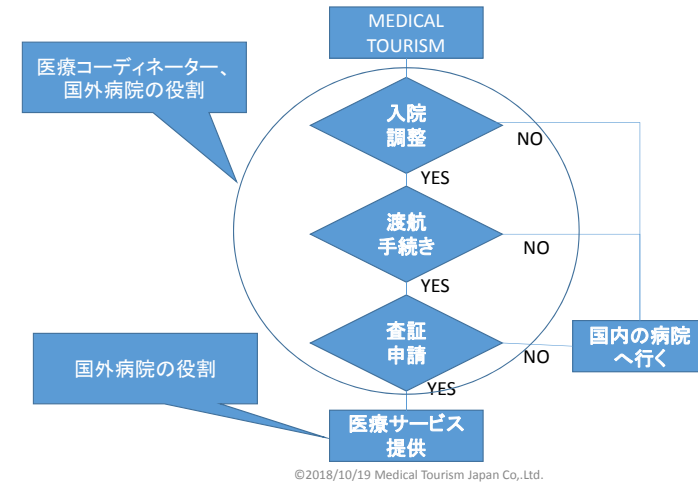 MEDICAL
TOURISM
医療コーディネーター、
国外病院の役割
入院
調整
NO
YES
渡航
手続き
NO
YES
査証
申請
NO
国内の病院
へ行く
国外病院の役割
YES
医療サービス
提供
©2018/10/19 Medical Tourism Japan Co,.Ltd.